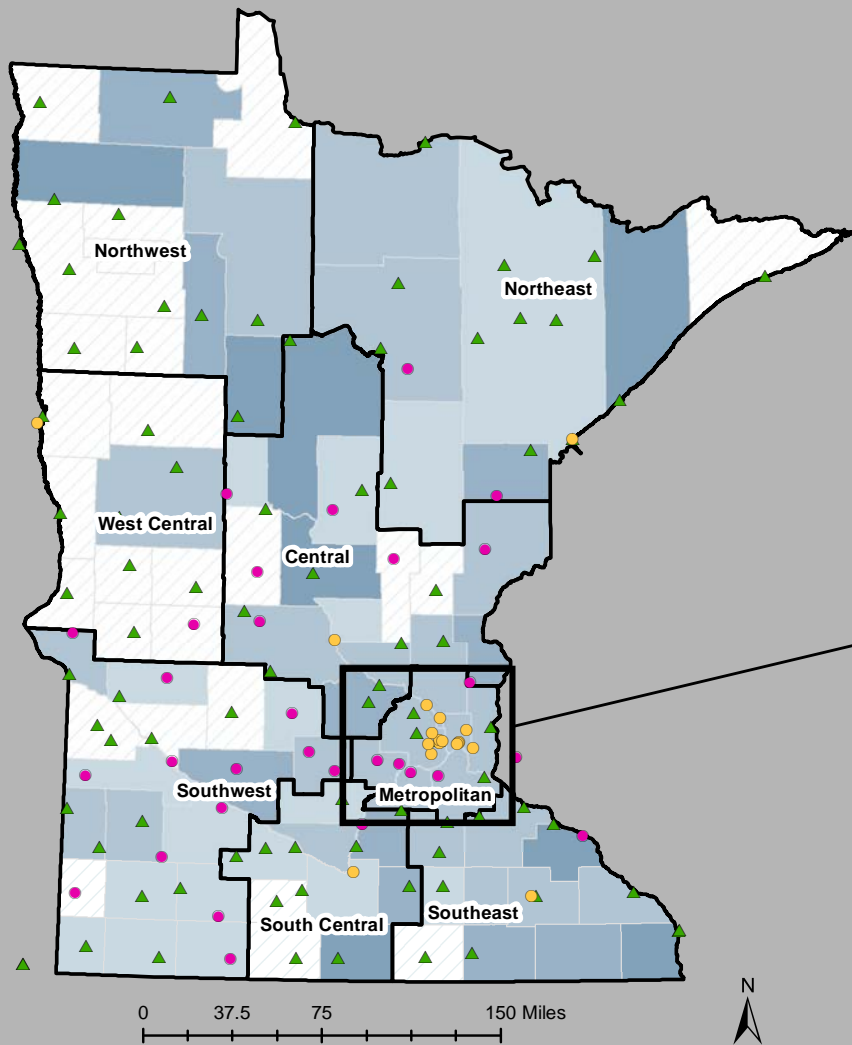 Northwest
Northeast
West Central
Central
Southwest
Metropolitan
South Central
Southeast
N
0 37.5 75 150 Miles